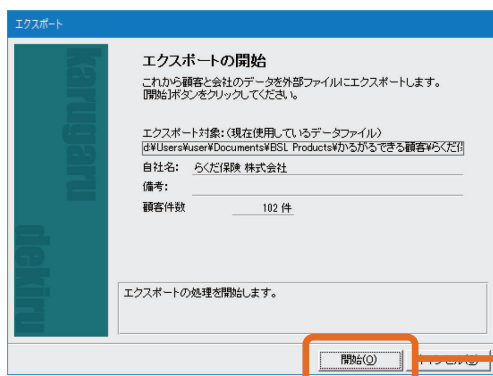 エクスポート
karugaru
dekiru
エクスポートの開始
これから顧客と会社のデータを外部ファイルにエクスポートします。
[開始]ボタンをクリックしてください。
エクスポート対象:(現在使用しているデータファイル)
d:¥Users¥user¥Documents¥BSL Products¥かるがるできる顧客¥らくだ
自社名: らくだ保険 株式会社
備考:
顧客件数 102 件
エクスポートの処理を開始します。
開始(O)